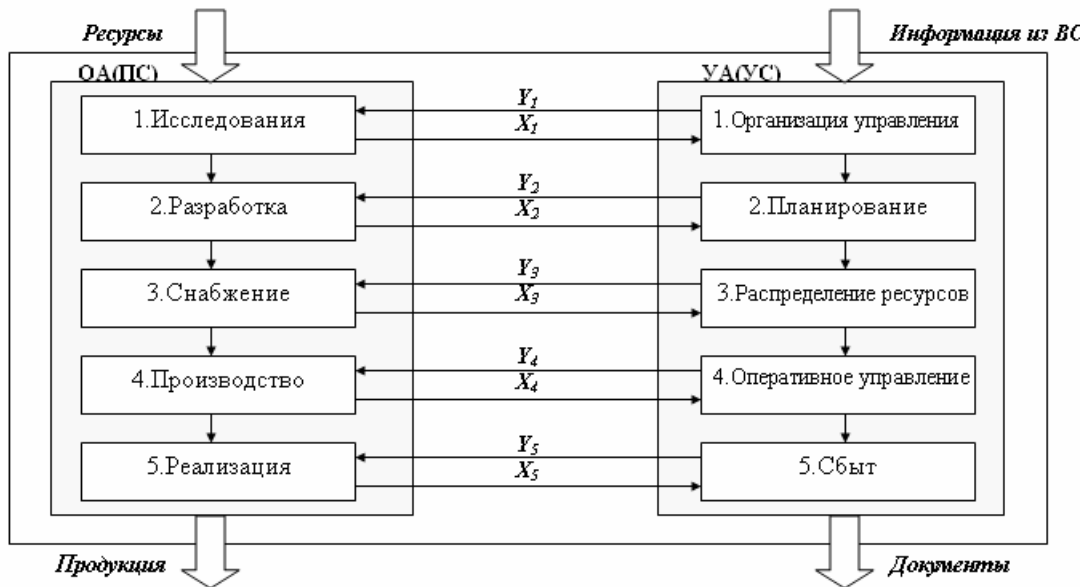 Ресурсы
Информация из ВС
ОА(ПС)
УА(УС)
1.Исследования
Y1
X1
1.Организация управления
2.Разработка
Y2
X2
2.Планирование
3.Снабжение
Y3
X3
3.Распределение ресурсов
4.Производство
Y4
X4
4.Оперативное управление
5.Реализация
Y5
X5
5.Сбыт
Продукция
Документы